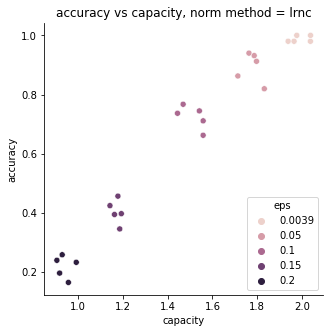 accuracy vs capacity, norm method = lrnc
1.0
0.8
0.6
0.4
0.2
accuracy
eps
0.0039
0.05
0.1
0.15
0.2
1.0 1.2 1.4 1.6 1.8 2.0
capacity